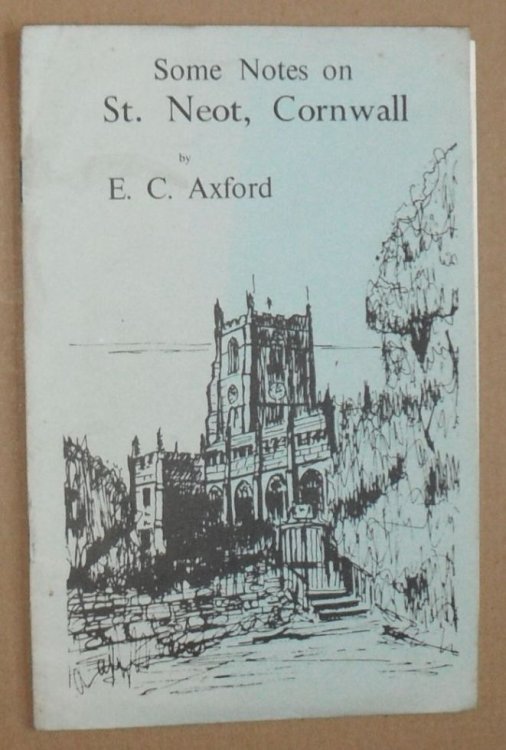 Some Notes on
St. Neot, Cornwall
by
E. C. Axford